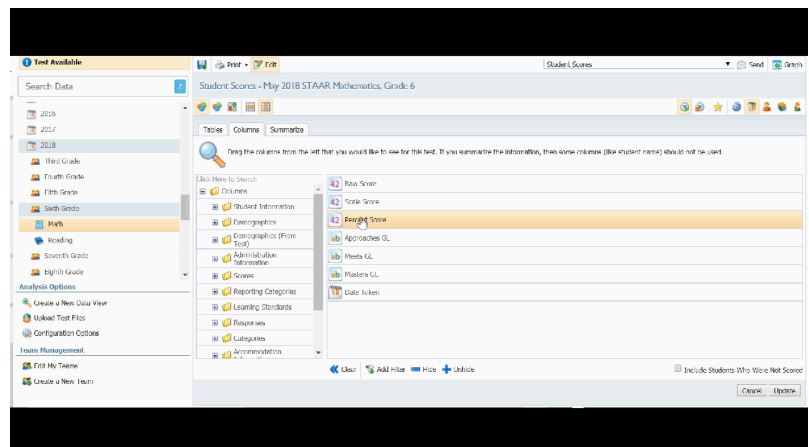 Test Available
Print
Edit
Student Scores
Send
Graph
Search Data
?
Student Scores - May 2018 STAAR Mathematics, Grade 6
2016
2017
2018
Third Grade
Fourth Grade
Fifth Grade
Sixth Grade
Math
Reading
Seventh Grade
Eighth Grade
Tables
Columns
Summarize
Drag the columns from the left that you would like to see for this test. If you summarize the information, then some columns (like student name) should not be used.
Click Here to Search
Columns
Student Information
Demographics
Demographics (From
Test)
Administration
Information
Scores
Reporting Categories
Learning Standards
Responses
Categories
Accommodation
42 Raw Score
42 Scale Score
42 Percent Score
ab Approaches GL
ab Meets GL
ab Masters GL
Date Taken
Analysis Options
Create a New Data View
Upload Test Files
Configuration Options
Team Management
Edit My Teams
Create a New Team
Clear
Add Filter
Hide
Unhide
Include Students Who Were Not Scored
Cancel
Update